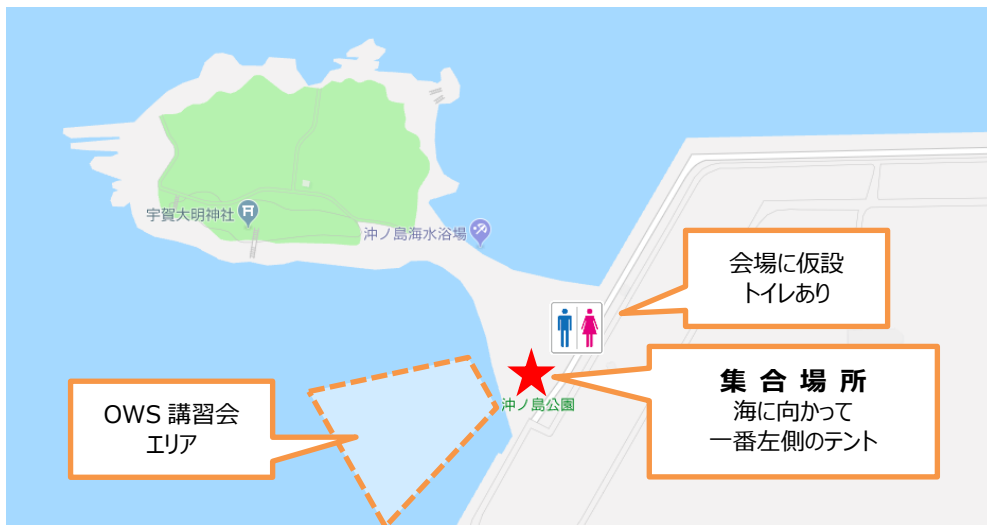 宇賀大明神社
沖ノ島海水浴場
会場に仮設
トイレあり
集合場所
海に向かって
一番左側のテント
沖ノ島公園
OWS 講習会
エリア